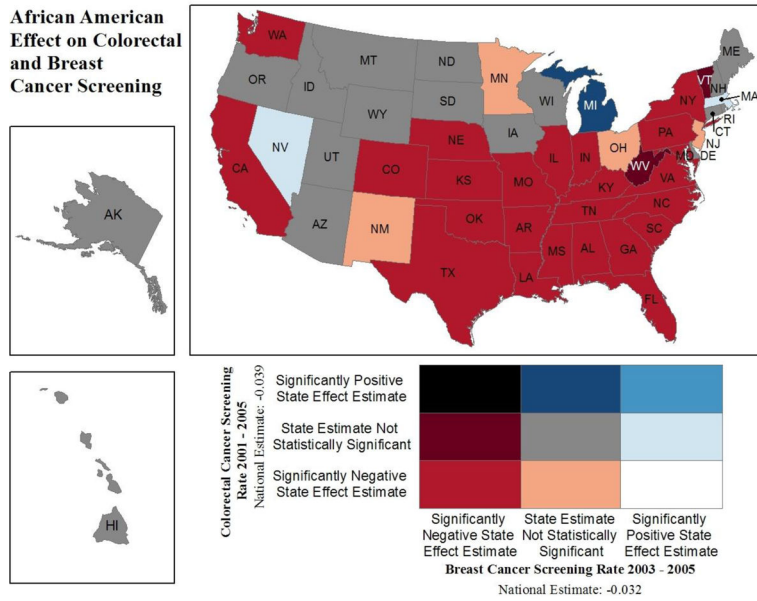 African American
Effect on Colorectal
and Breast
Cancer Screening
WA
MT
ND
MN
ME
VT
NH
OR
ID
SD
WI
MI
NY
MA
WY
RI
CT
NE
IA
PA
NJ
NV
UT
IL
IN
OH
MD
DE
CA
CO
WV
KS
MO
KY
VA
AK
AZ
NM
OK
AR
TN
NC
SC
TX
MS
AL
GA
LA
FL
HI
Colorectal Cancer Screening
Rate 2001 - 2005
National Estimate: -0.039
Significantly Positive
State Effect Estimate
State Estimate Not
Statistically Significant
Significantly Negative
State Effect Estimate
Significantly
Negative State
Effect Estimate
State Estimate
Not Statistically
Significant
Significantly
Positive State
Effect Estimate
Breast Cancer Screening Rate 2003 - 2005
National Estimate: -0.032